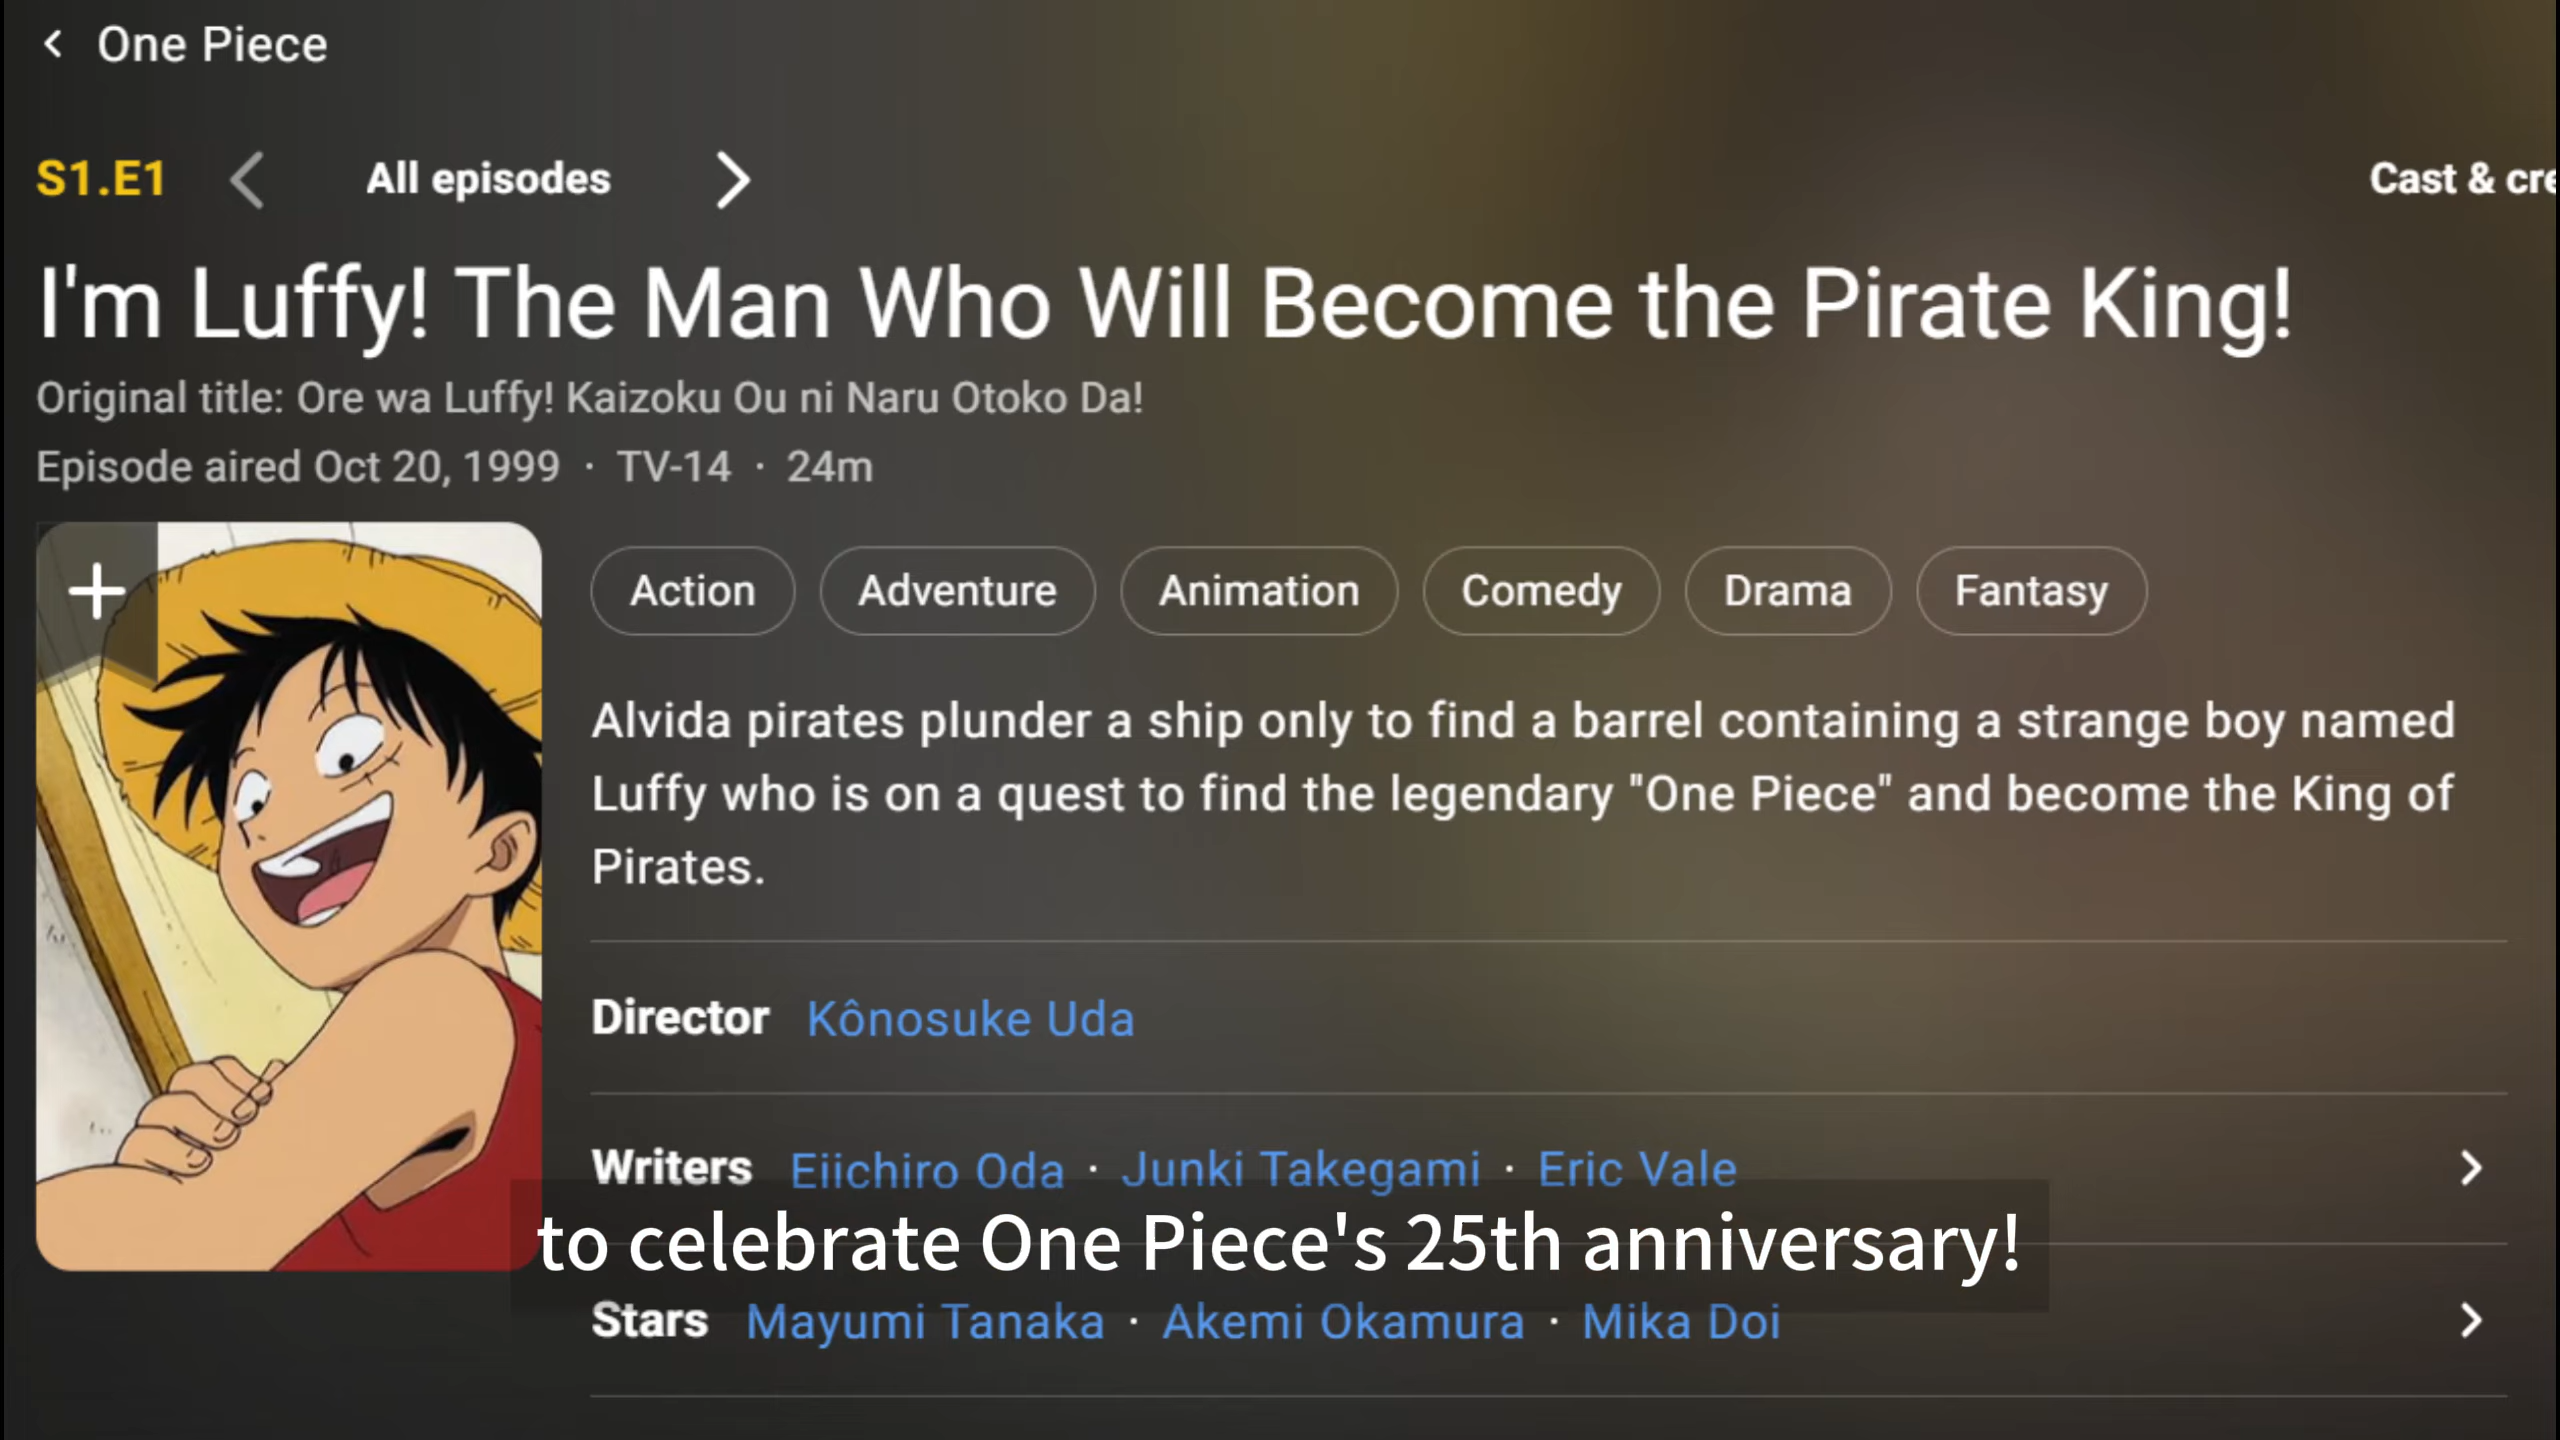 One Piece
S1.E1 All episodes Cast & cre
I'm Luffy! The Man Who Will Become the Pirate King!
Original title: Ore wa Luffy! Kaizoku Ou ni Naru Otoko Da!
Episode aired Oct 20, 1999 · TV-14 · 24m
Action Adventure Animation Comedy Drama Fantasy
Alvida pirates plunder a ship only to find a barrel containing a strange boy named
Luffy who is on a quest to find the legendary "One Piece" and become the King of
Pirates.
Director Kônosuke Uda
Writers Eiichiro Oda · Junki Takegami · Eric Vale
to celebrate One Piece's 25th anniversary!
Stars Mayumi Tanaka · Akemi Okamura · Mika Doi